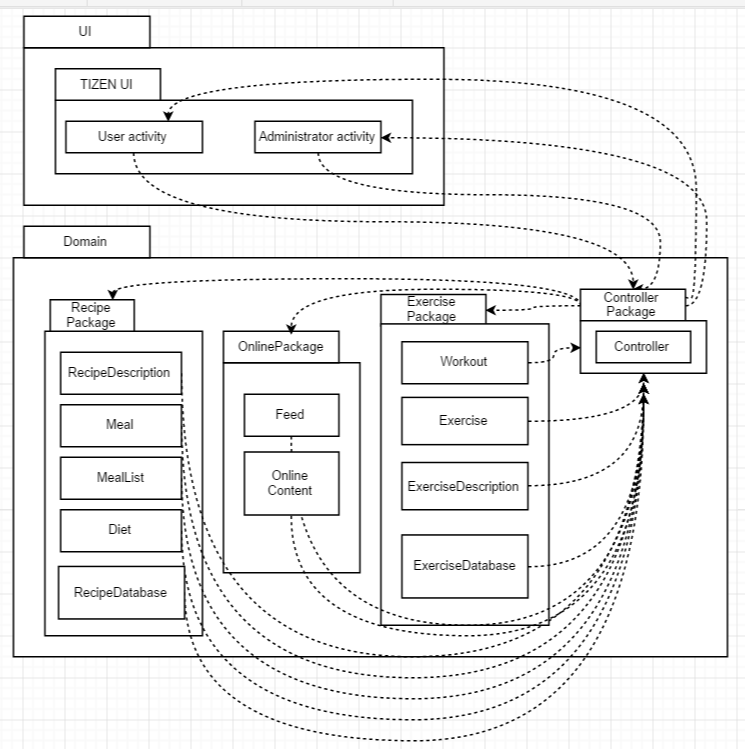 UI
TIZEN UI
User activity
Administrator activity
Domain
Recipe
Package
RecipeDescription
Meal
MealList
Diet
RecipeDatabase
OnlinePackage
Feed
Online
Content
Exercise
Package
Workout
Exercise
ExerciseDescription
ExerciseDatabase
Controller
Package
Controller